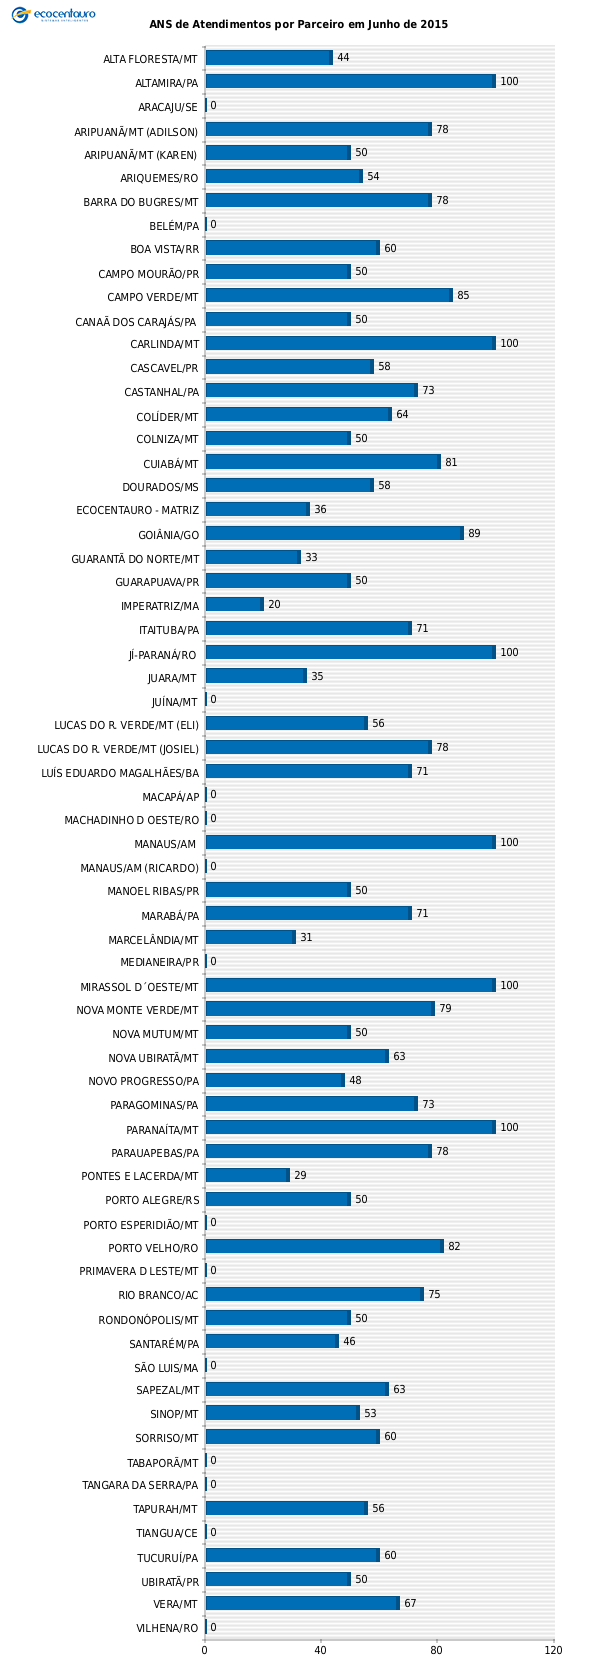 ecocentauro
ANS de Atendimentos por Parceiro em Junho de 2015
ALTA FLORESTA/MT 44
ALTAMIRA/PA 100
ARACAJU/SE 0
ARIPUANÃ/MT (ADILSON) 78
ARIPUANÃ/MT (KAREN) 50
ARIQUEMES/RO 54
BARRA DO BUGRES/MT 78
BELÉM/PA 0
BOA VISTA/RR 60
CAMPO MOURÃO/PR 50
CAMPO VERDE/MT 85
CANAÃ DOS CARAJÁS/PA 50
CARLINDA/MT 100
CASCAVEL/PR 58
CASTANHAL/PA 73
COLÍDER/MT 64
COLNIZA/MT 50
CUIABÁ/MT 81
DOURADOS/MS 58
ECOCENTAURO - MATRIZ 36
GOIÂNIA/GO 89
GUARANTÃ DO NORTE/MT 33
GUARAPUAVA/PR 50
IMPERATRIZ/MA 20
ITAITUBA/PA 71
JÍ-PARANÁ/RO 100
JUARA/MT 35
JUÍNA/MT 0
LUCAS DO R. VERDE/MT (ELI) 56
LUCAS DO R. VERDE/MT (JOSIEL) 78
LUÍS EDUARDO MAGALHÃES/BA 71
MACAPÁ/AP 0
MACHADINHO D OESTE/RO 0
MANAUS/AM 100
MANAUS/AM (RICARDO) 0
MANOEL RIBAS/PR 50
MARABÁ/PA 71
MARCELÂNDIA/MT 31
MEDIANEIRA/PR 0
MIRASSOL D´OESTE/MT 100
NOVA MONTE VERDE/MT 79
NOVA MUTUM/MT 50
NOVA UBIRATÃ/MT 63
NOVO PROGRESSO/PA 48
PARAGOMINAS/PA 73
PARANAÍTA/MT 100
PARAUAPEBAS/PA 78
PONTES E LACERDA/MT 29
PORTO ALEGRE/RS 50
PORTO ESPERIDIÃO/MT 0
PORTO VELHO/RO 82
PRIMAVERA D LESTE/MT 0
RIO BRANCO/AC 75
RONDONÓPOLIS/MT 50
SANTARÉM/PA 46
SÃO LUIS/MA 0
SAPEZAL/MT 63
SINOP/MT 53
SORRISO/MT 60
TABAPORÃ/MT 0
TANGARA DA SERRA/PA 0
TAPURAH/MT 56
TIANGUA/CE 0
TUCURUÍ/PA 60
UBIRATÃ/PR 50
VERA/MT 67
VILHENA/RO 0
0 40 80 120